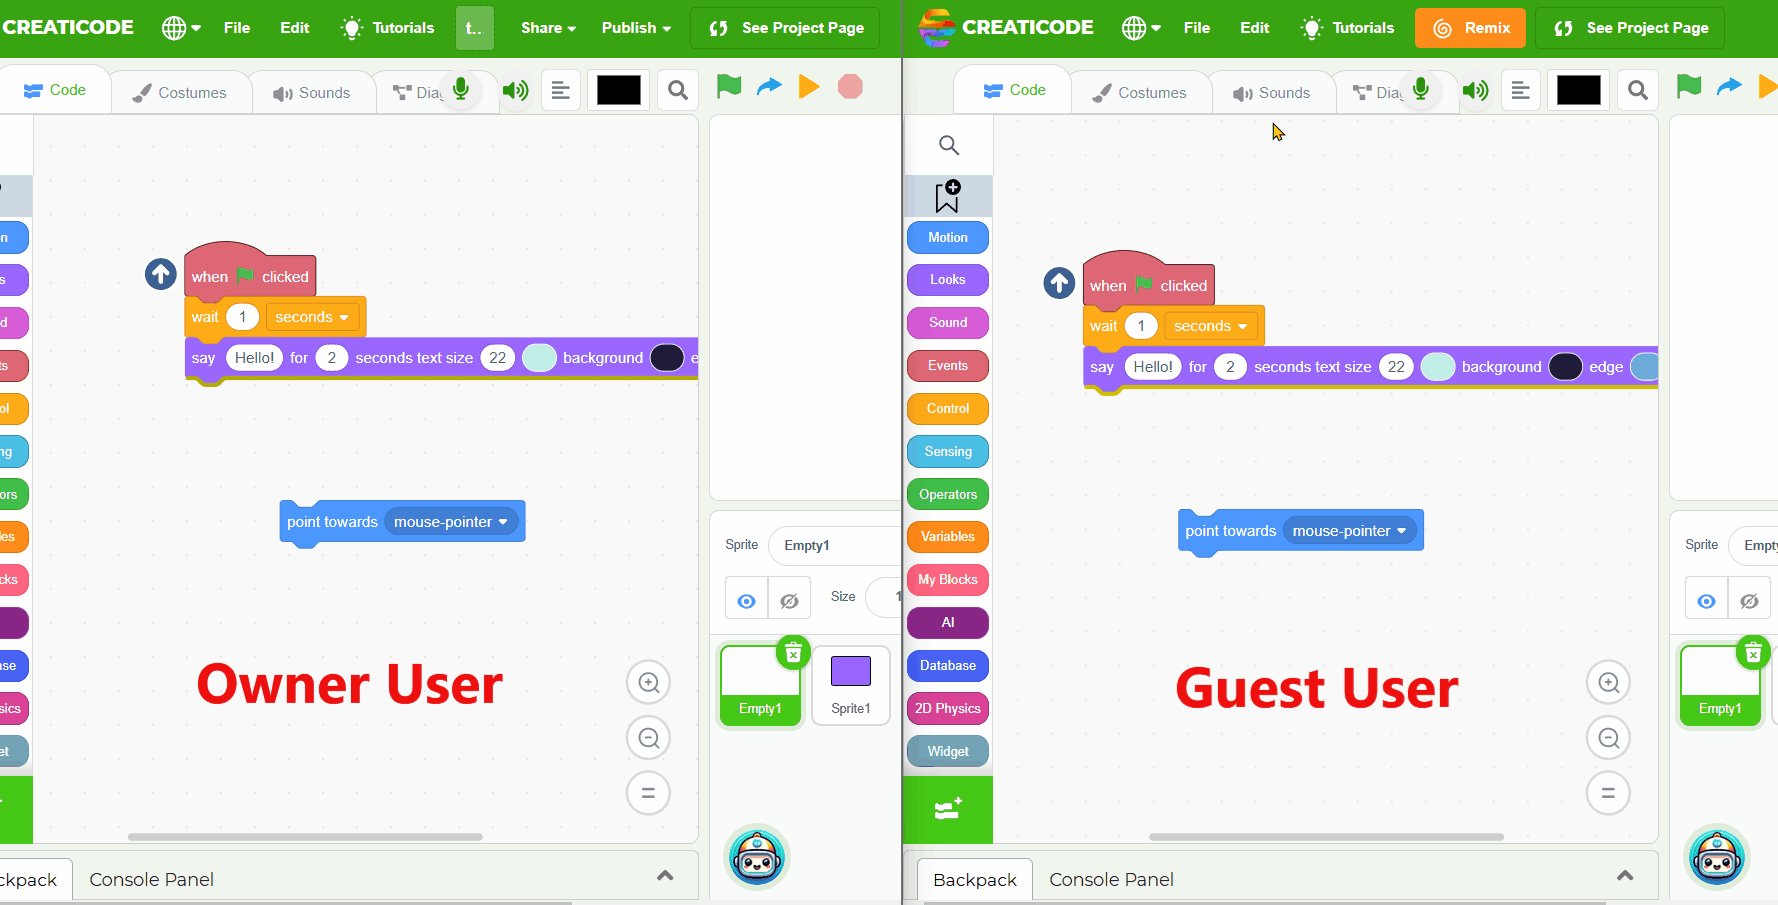 CREATICODE
File
Edit
Tutorials
t..
Share
Publish
See Project Page
Code
Costumes
Sounds
Dia
when clicked
wait 1 seconds
say Hello! for 2 seconds text size 22 background e
point towards mouse-pointer
Owner User
n
s
d
ts
ol
ng
ors
les
cks
ase
sics
et
Sprite
Empty1
Size
1
Empty1
Sprite1
ckpack
Console Panel
CREATICODE
File
Edit
Tutorials
Remix
See Project Page
Code
Costumes
Sounds
Dia
Motion
Looks
Sound
Events
Control
Sensing
Operators
Variables
My Blocks
AI
Database
2D Physics
Widget
when clicked
wait 1 seconds
say Hello! for 2 seconds text size 22 background edge
point towards mouse-pointer
Guest User
Sprite
Empty
Empty1
Backpack
Console Panel